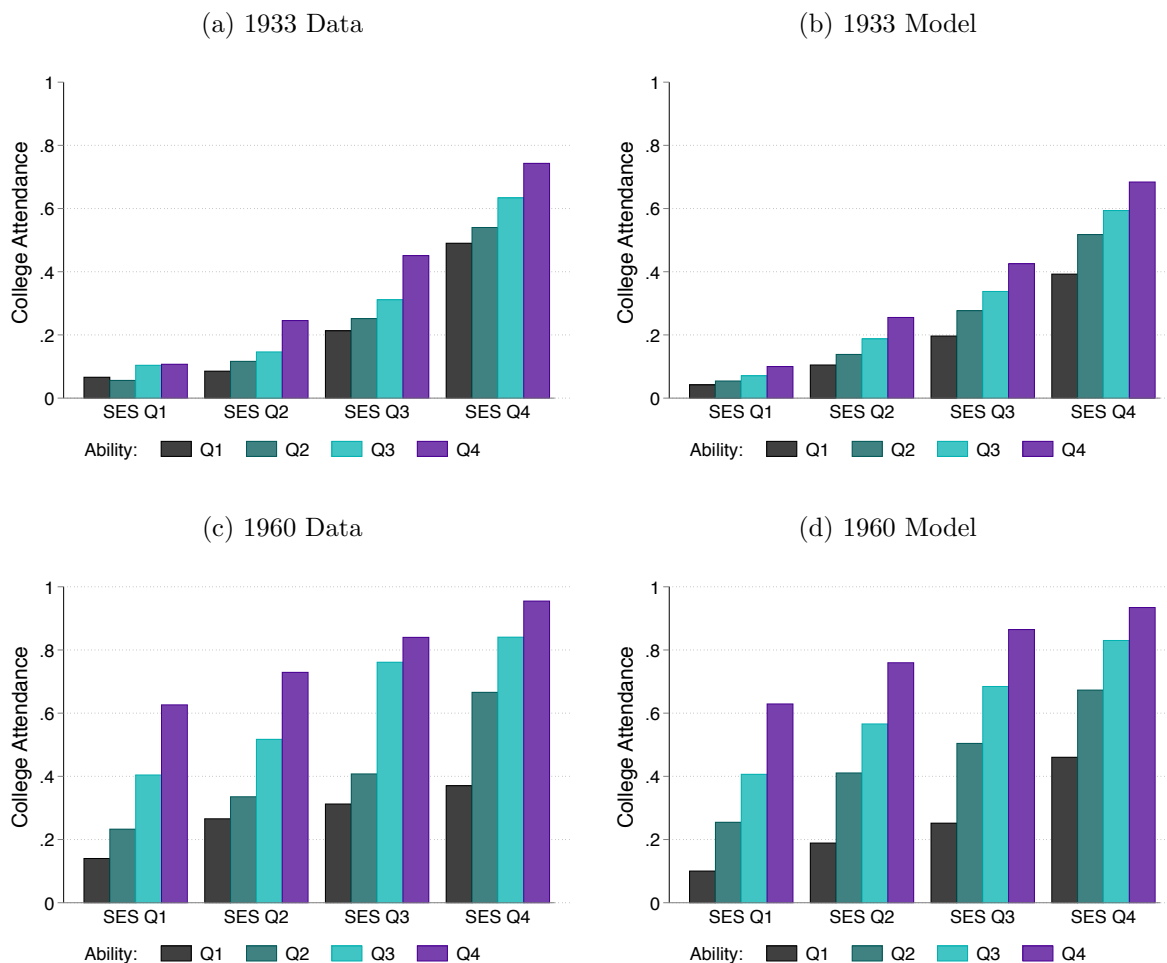 (a) 1933 Data
1
.8
.6
.4
.2
0
College Attendance
SES Q1 SES Q2 SES Q3 SES Q4
Ability: Q1 Q2 Q3 Q4
(b) 1933 Model
1
.8
.6
.4
.2
0
College Attendance
SES Q1 SES Q2 SES Q3 SES Q4
Ability: Q1 Q2 Q3 Q4
(c) 1960 Data
1
.8
.6
.4
.2
0
College Attendance
SES Q1 SES Q2 SES Q3 SES Q4
Ability: Q1 Q2 Q3 Q4
(d) 1960 Model
1
.8
.6
.4
.2
0
College Attendance
SES Q1 SES Q2 SES Q3 SES Q4
Ability: Q1 Q2 Q3 Q4